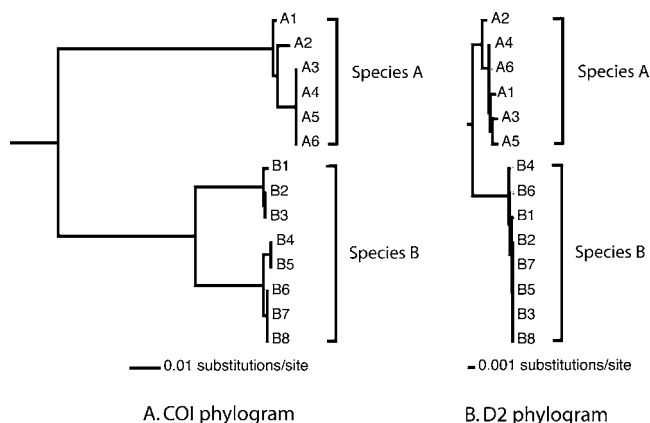 A1
A2
A3
A4
A5
A6
Species A
B1
B2
B3
B4
B5
B6
B7
B8
Species B
0.01 substitutions/site
A. COI phylogram
A2
A4
A6
A1
A3
A5
Species A
B4
B6
B1
B2
B7
B5
B3
B8
Species B
0.001 substitutions/site
B. D2 phylogram